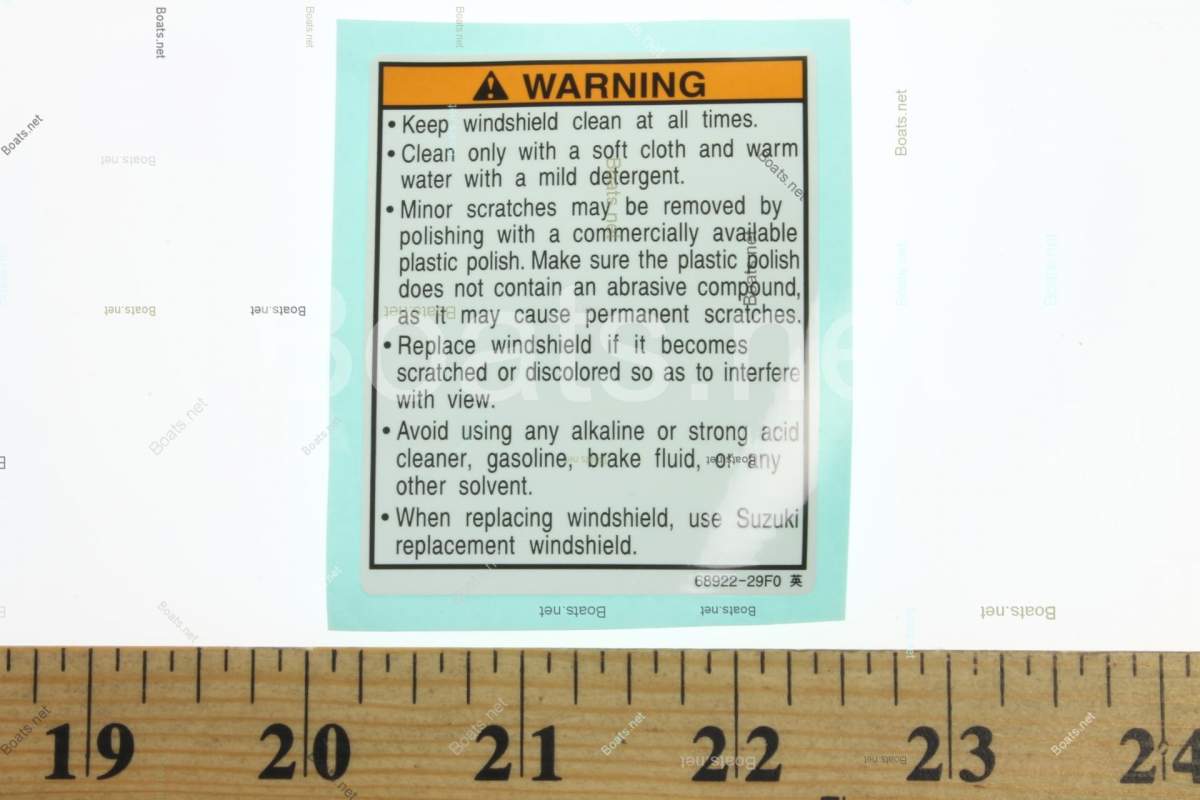 WARNING
• Keep windshield clean at all times.
• Clean only with a soft cloth and warm
water with a mild detergent.
• Minor scratches may be removed by
polishing with a commercially available
plastic polish. Make sure the plastic polish
does not contain an abrasive compound,
as it may cause permanent scratches.
• Replace windshield if it becomes
scratched or discolored so as to interfere
with view.
• Avoid using any alkaline or strong acid
cleaner, gasoline, brake fluid, or any
other solvent.
• When replacing windshield, use Suzuki
replacement windshield.
68922-29F0 英
Boats.net
19 20 21 22 23 24